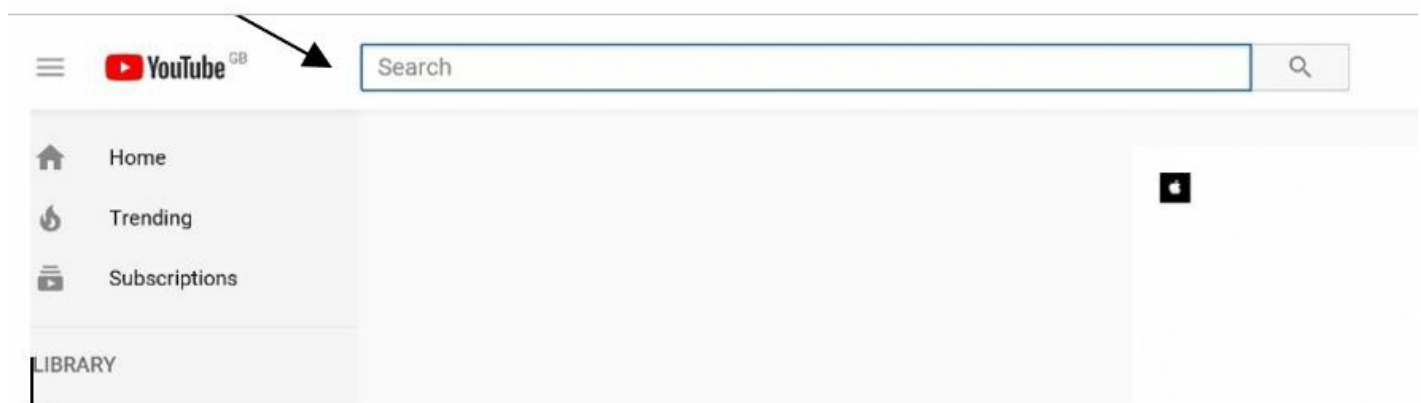 YouTube GB
Search
Home
Trending
Subscriptions
LIBRARY